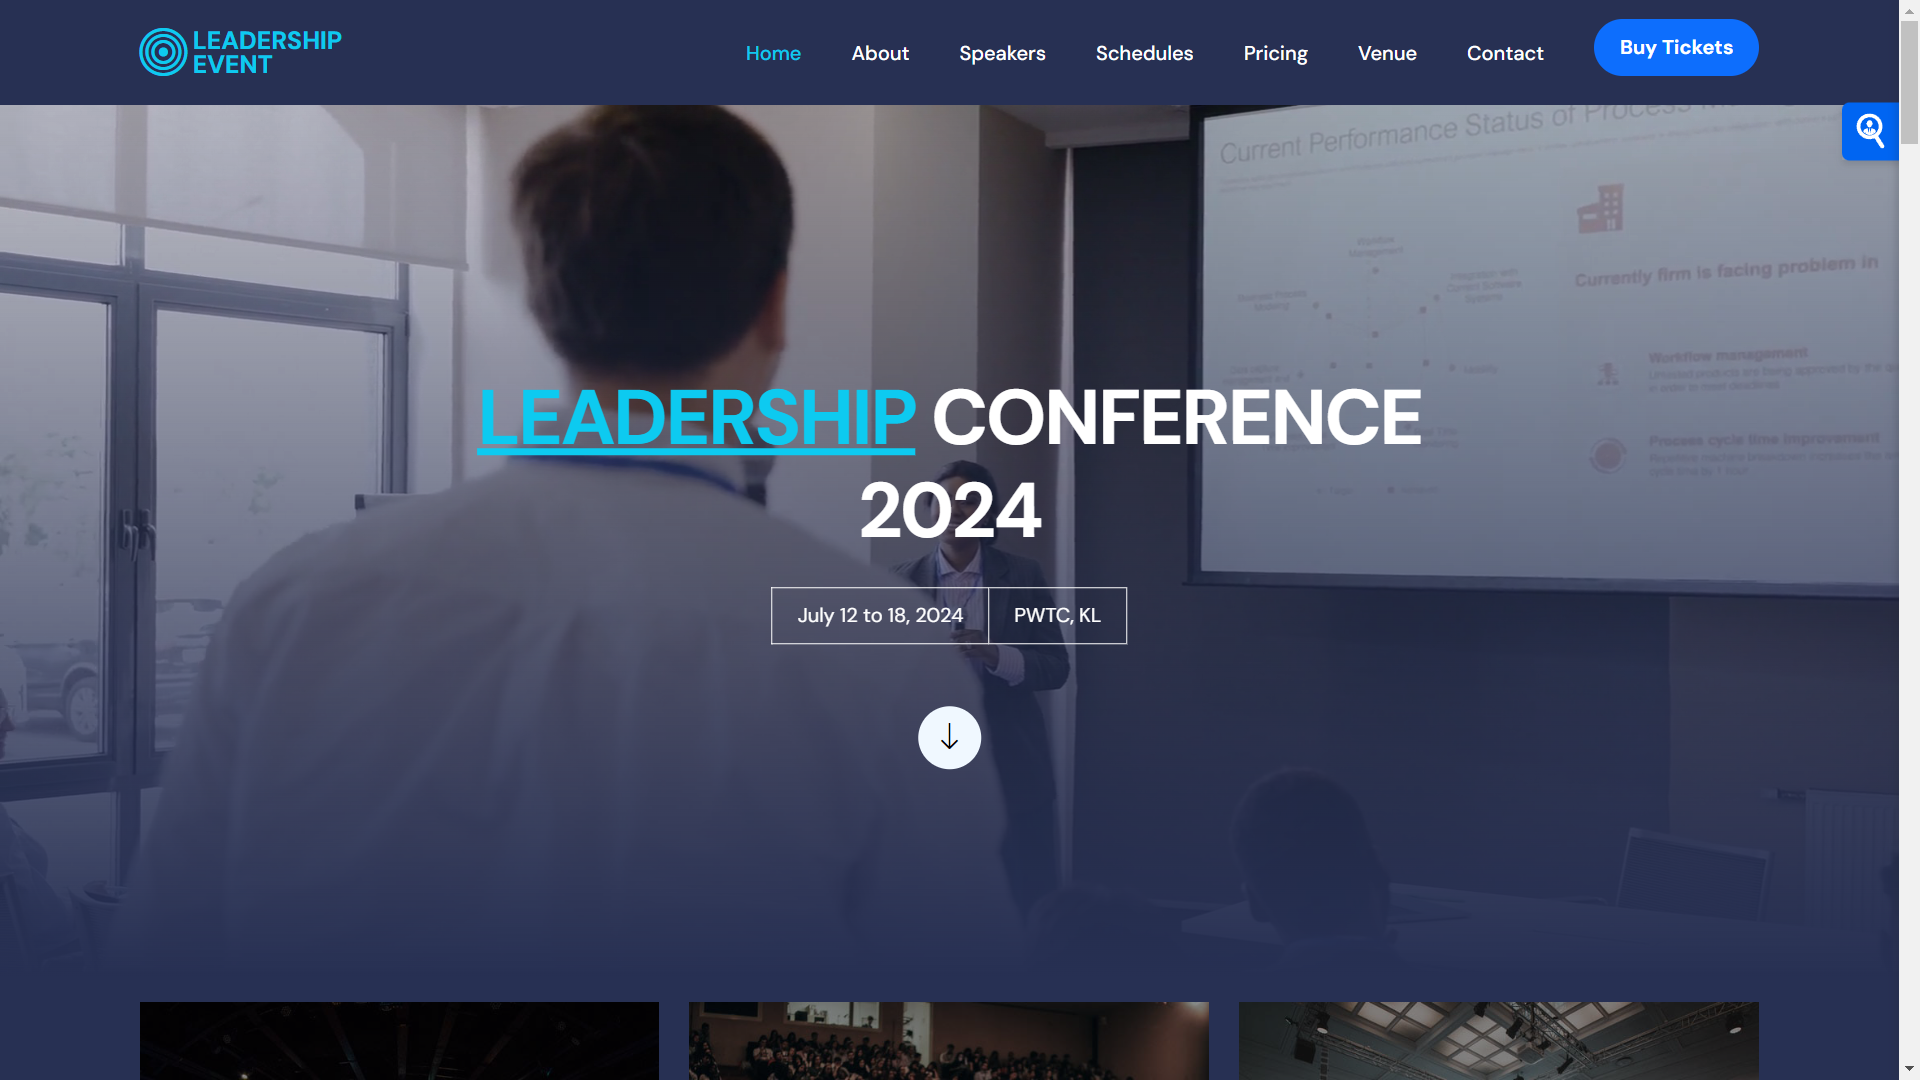 LEADERSHIP
EVENT
Home
About
Speakers
Schedules
Pricing
Venue
Contact
Buy Tickets
Current Performance Status of Process
Workflow
Management
Currently firm is facing problem in
Workflow management
Process cycle time improvement
LEADERSHIP CONFERENCE
2024
July 12 to 18, 2024
PWTC, KL